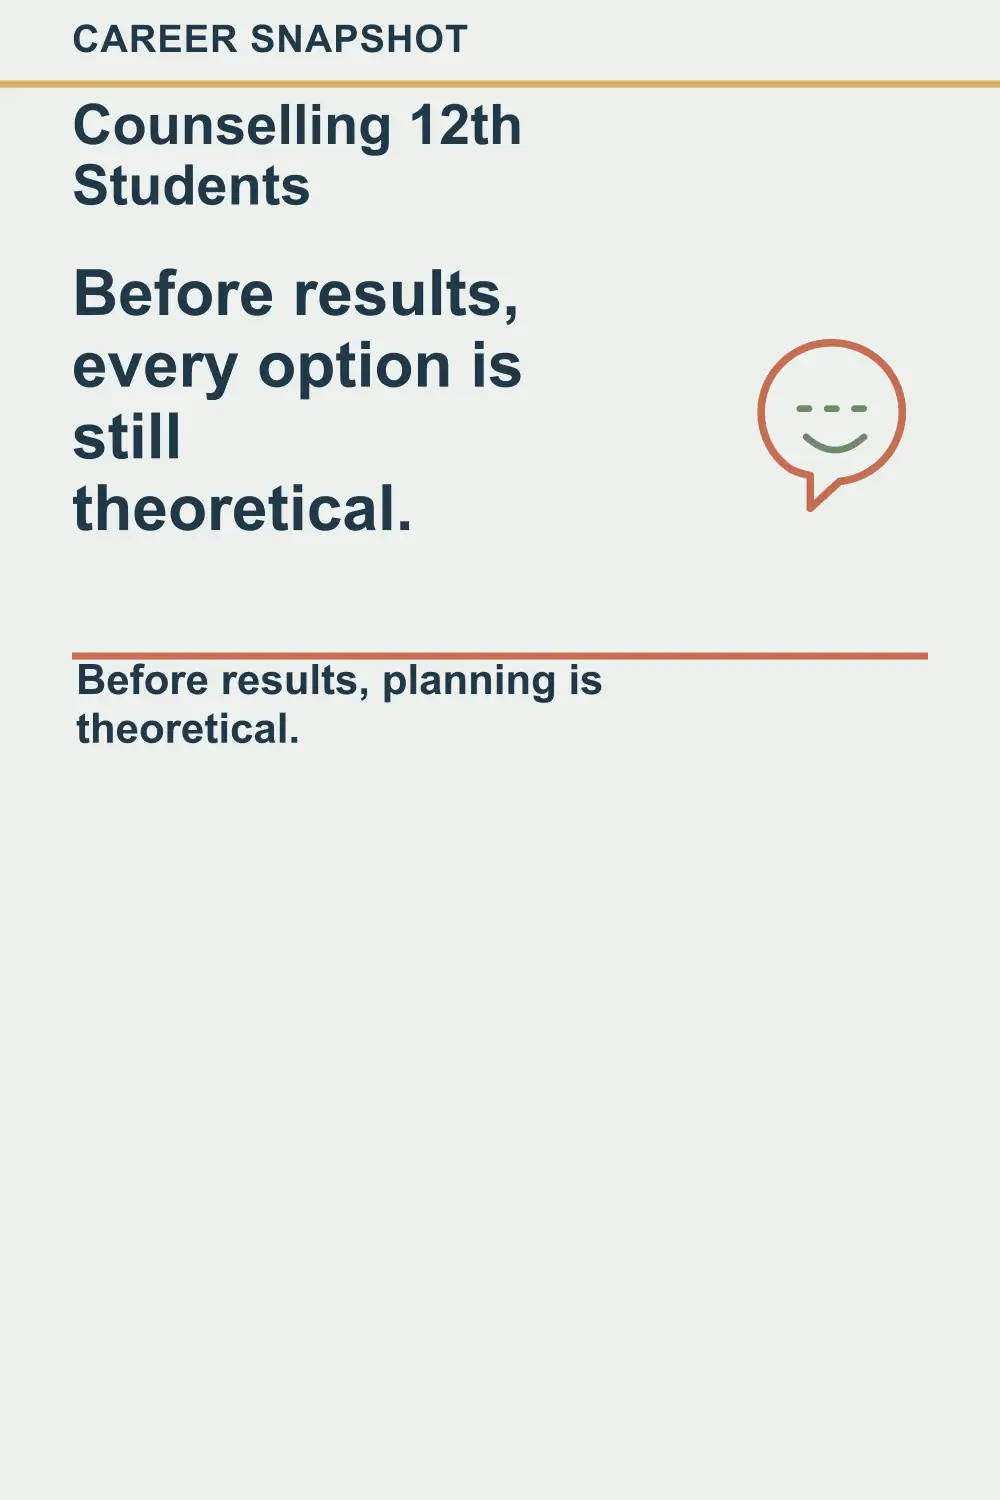 CAREER SNAPSHOT
Counselling 12th
Students
Before results,
every option is
still
theoretical.
Before results, planning is
theoretical.